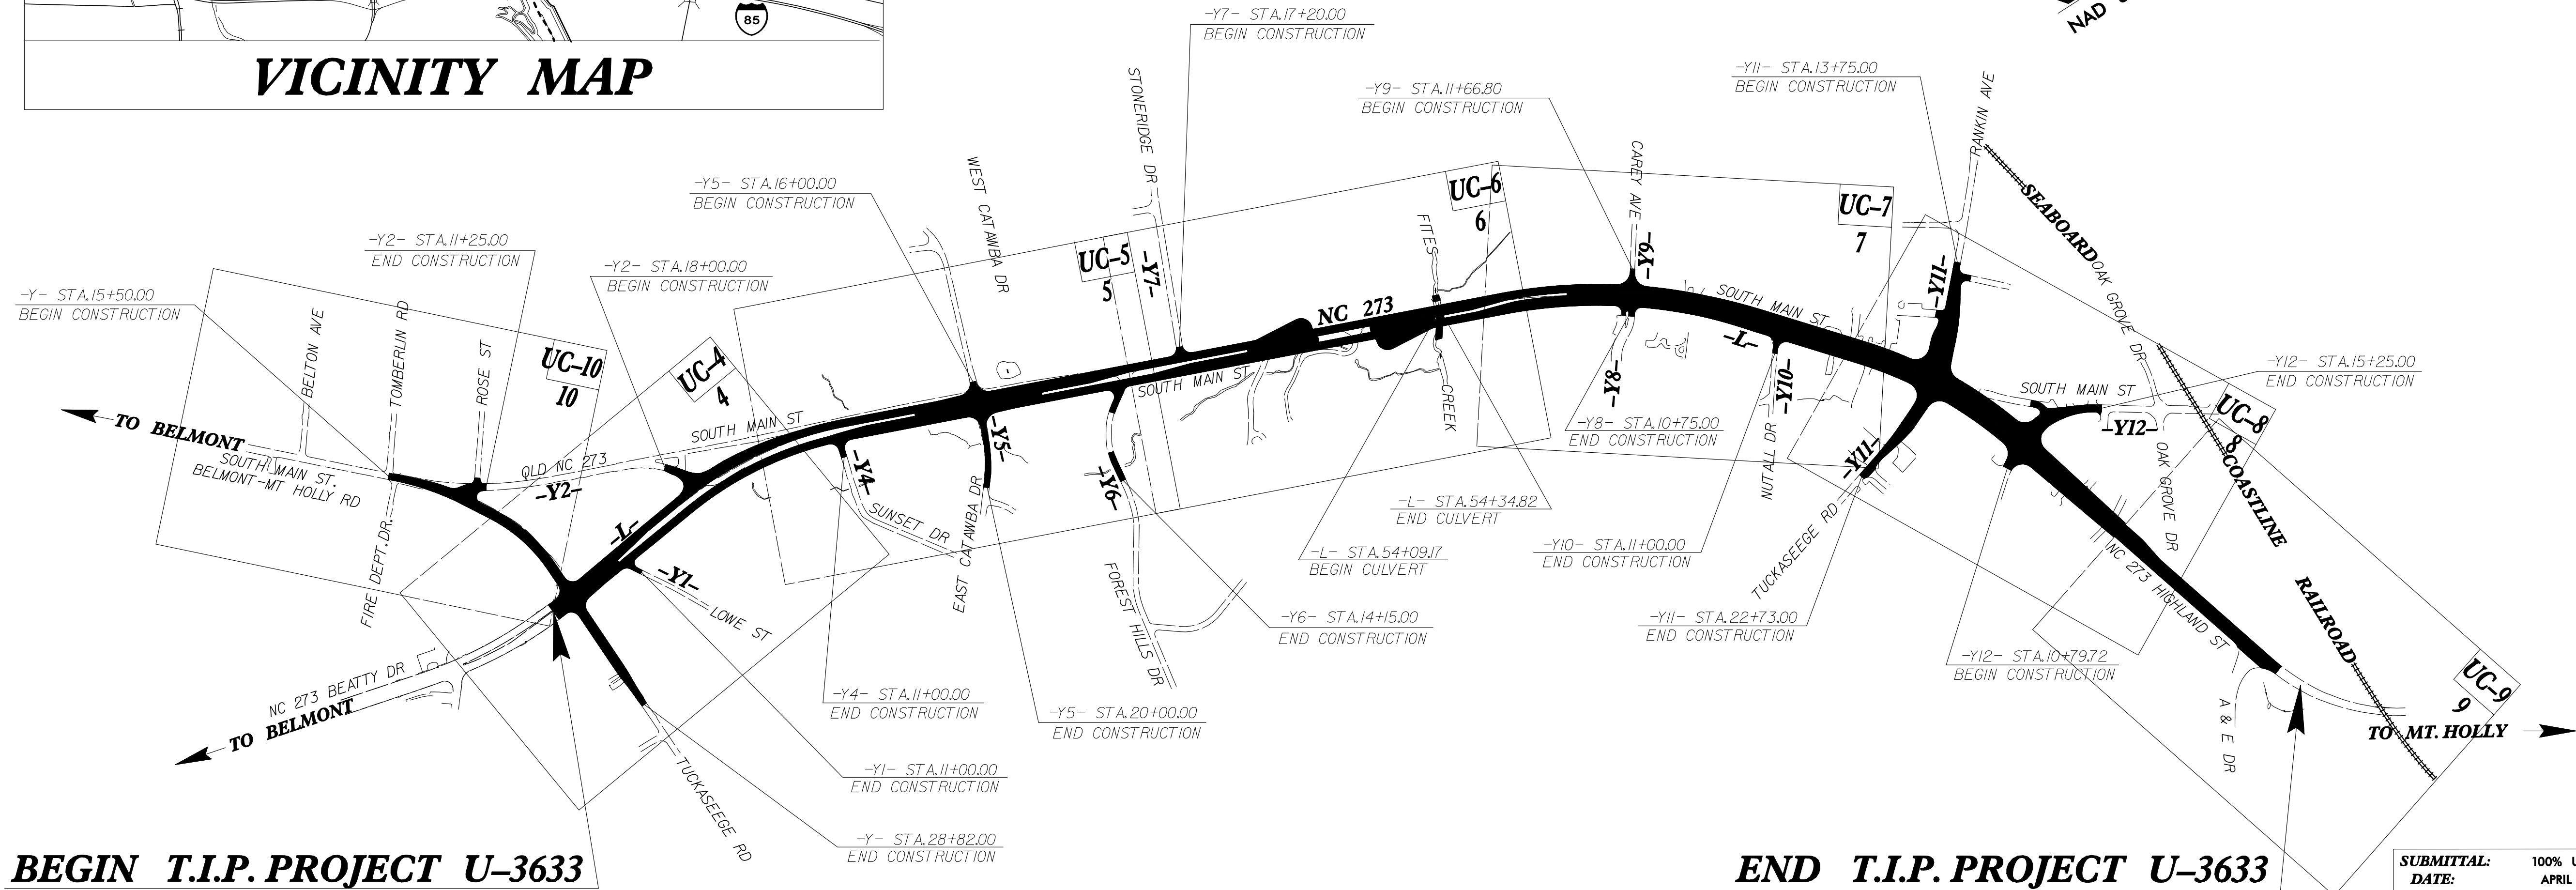 85
VICINITY MAP
NAD
-Y7- STA.17+20.00
BEGIN CONSTRUCTION
-Y11- STA.13+75.00
BEGIN CONSTRUCTION
-Y9- STA.11+66.80
BEGIN CONSTRUCTION
STONERIDGE DR
RANKIN AVE
CAREY AVE
WEST CATAWBA DR
-Y5- STA.16+00.00
BEGIN CONSTRUCTION
UC-6
6
UC-7
7
SEABOARD
COASTLINE
RAILROAD
-Y2- STA.11+25.00
END CONSTRUCTION
-Y2- STA.18+00.00
BEGIN CONSTRUCTION
UC-5
5
-Y7-
FITES
CREEK
-Y9-
-Y11-
OAK GROVE DR
-Y- STA.15+50.00
BEGIN CONSTRUCTION
BELTON AVE
TOMBERLIN RD
ROSE ST
UC-10
10
UC-4
4
NC 273
SOUTH MAIN ST
-L-
-Y12- STA.15+25.00
END CONSTRUCTION
SOUTH MAIN ST
UC-8
8
SOUTH MAIN ST
-Y8-
-Y10-
-Y12-
TO BELMONT
SOUTH MAIN ST.
BELMONT-MT HOLLY RD
OLD NC 273
-Y2-
SOUTH MAIN ST
-Y4-
-Y5-
-Y6-
-Y8- STA.10+75.00
END CONSTRUCTION
NUTALL DR
-Y11-
OAK GROVE DR
-L-
SUNSET DR
EAST CATAWBA DR
-L- STA.54+34.82
END CULVERT
-L- STA.54+09.17
BEGIN CULVERT
-Y10- STA.11+00.00
END CONSTRUCTION
TUCKASEEGE RD
NC 273 HIGHLAND ST
FIRE DEPT.DR.
-Y1-
LOWE ST
FOREST HILLS DR
-Y6- STA.14+15.00
END CONSTRUCTION
-Y11- STA.22+73.00
END CONSTRUCTION
-Y12- STA.10+79.72
BEGIN CONSTRUCTION
UC-9
9
NC 273 BEATTY DR
TO BELMONT
-Y4- STA.11+00.00
END CONSTRUCTION
-Y5- STA.20+00.00
END CONSTRUCTION
A & E DR
TO MT. HOLLY
-Y1- STA.11+00.00
END CONSTRUCTION
TUCKASEEGE RD
-Y- STA.28+82.00
END CONSTRUCTION
BEGIN T.I.P. PROJECT U-3633
END T.I.P. PROJECT U-3633
SUBMITTAL: 100% U
DATE: APRIL